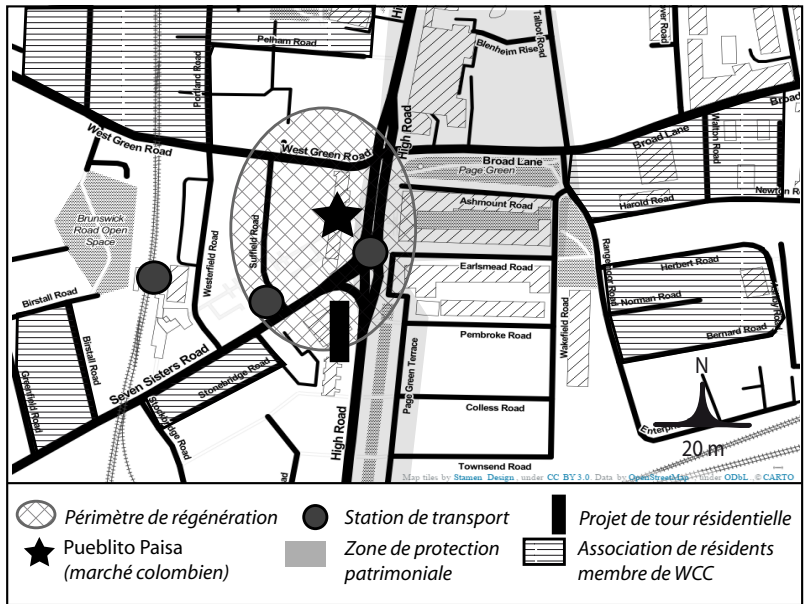 Pelham Road
Portland Road
High Road
Talbot Road
Blenheim Rise
West Green Road
West Green Road
Broad Lane
Page Green
Broad Lane
Walton Road
Ashmount Road
Harold Road
Brunswick
Road Open
Space
Suffield Road
Westerfield Road
Earlsmead Road
Herbert Road
Norman Road
Bernard Road
Rangemoor Road
Birstall Road
Birstall Road
Greenfield Road
Seven Sisters Road
Stonebridge Road
Stonebridge Road
Pembroke Road
Wakefield Road
Page Green Terrace
Colless Road
High Road
Townsend Road
N
20 m
Map tiles by Stamen Design, under CC BY 3.0. Data by OpenStreetMap, under ODbL. © CARTO
Périmètre de régénération
Station de transport
Projet de tour résidentielle
Pueblito Paisa
(marché colombien)
Zone de protection
patrimoniale
Association de résidents
membre de WCC